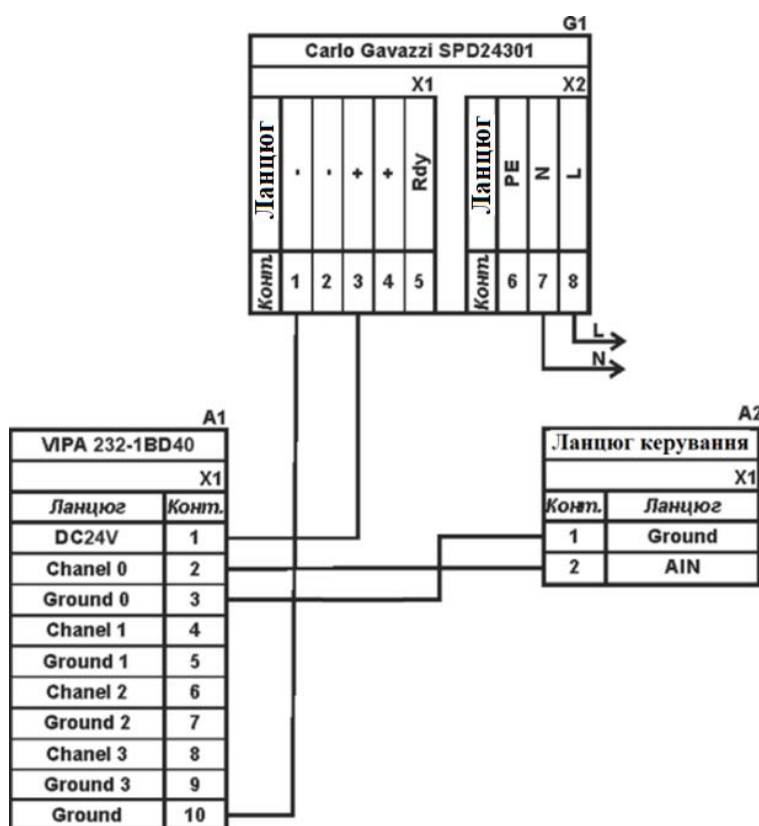 G1
Carlo Gavazzi SPD24301
X1 X2
Ланцюг - - + + Rdy Ланцюг PE N L
Конт. 1 2 3 4 5 Конт. 6 7 8
L
N
A1
VIPA 232-1BD40
X1
Ланцюг Конт.
DC24V 1
Chanel 0 2
Ground 0 3
Chanel 1 4
Ground 1 5
Chanel 2 6
Ground 2 7
Chanel 3 8
Ground 3 9
Ground 10
A2
Ланцюг керування
X1
Конт. Ланцюг
1 Ground
2 AIN